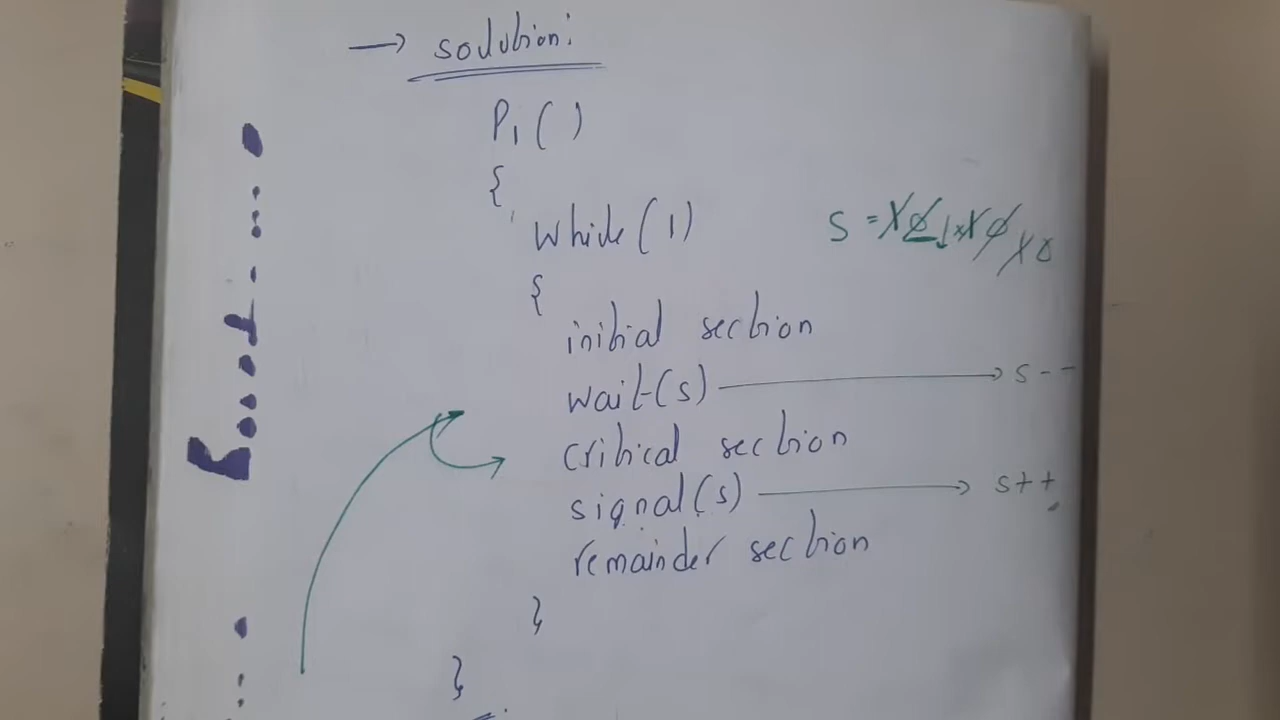 → solution:
P1 ( )
{
while (1)
s =
{
initial section
wait(s) → s--
critical section
signal(s) → s++
remainder section
}
}